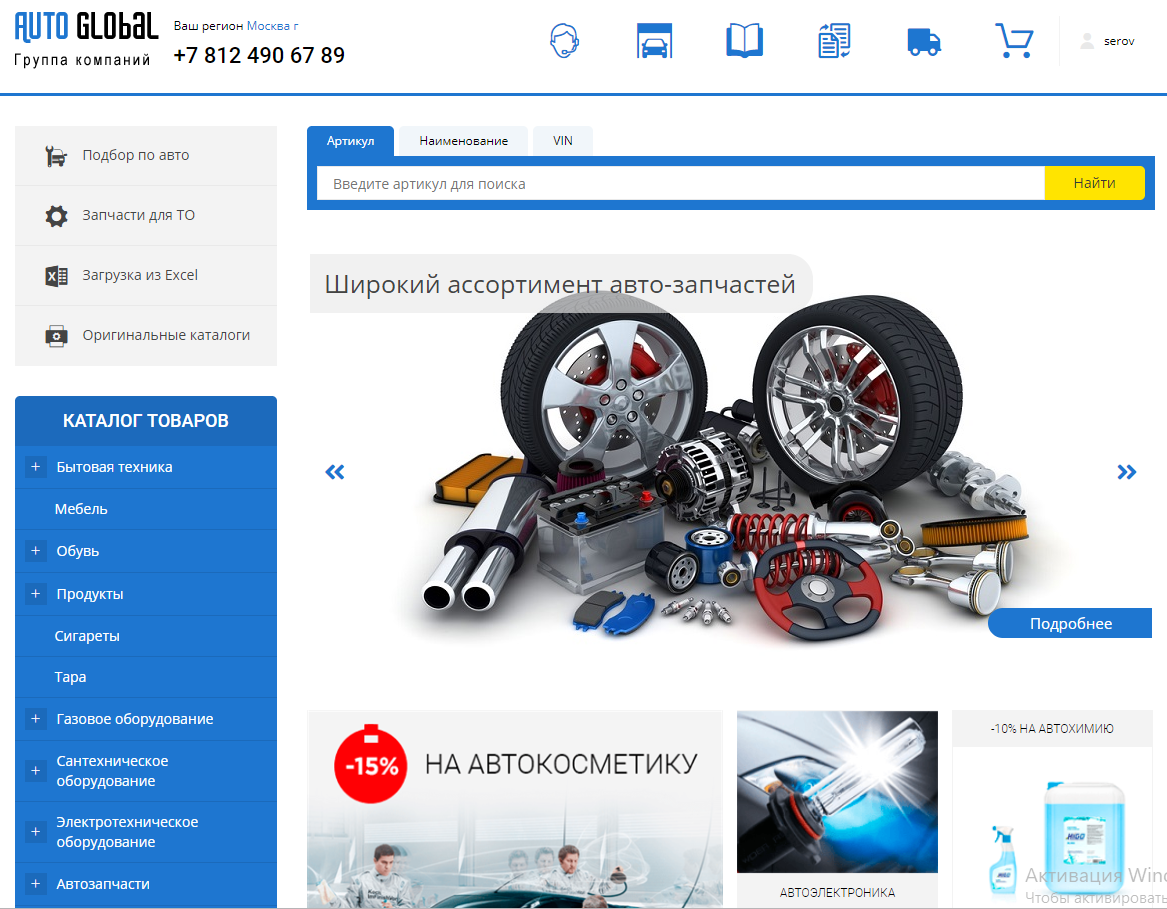 AUTO GLOBAL
Группа компаний
Ваш регион Москва г
+7 812 490 67 89
serov
Подбор по авто
Запчасти для ТО
Загрузка из Excel
Оригинальные каталоги
КАТАЛОГ ТОВАРОВ
+ Бытовая техника
Мебель
+ Обувь
+ Продукты
Сигареты
Тара
+ Газовое оборудование
+ Сантехническое
оборудование
+ Электротехническое
оборудование
+ Автозапчасти
Артикул
Наименование
VIN
Введите артикул для поиска
Найти
Широкий ассортимент авто-запчастей
Подробнее
-15%
НА АВТОКОСМЕТИКУ
АВТОЭЛЕКТРОНИКА
-10% НА АВТОХИМИЮ
HiGO
Активация Wind
Чтобы активировать